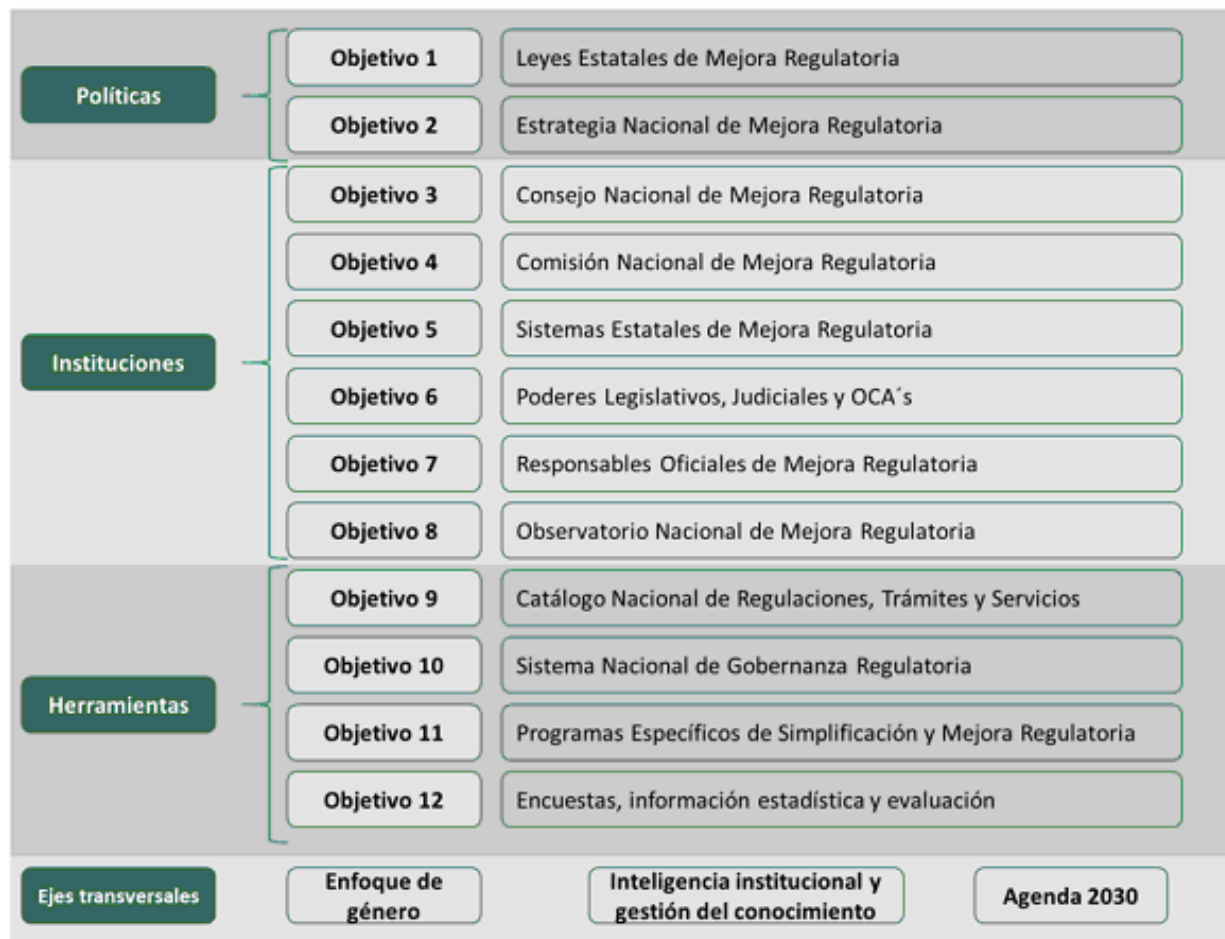 Políticas
Objetivo 1
Leyes Estatales de Mejora Regulatoria
Objetivo 2
Estrategia Nacional de Mejora Regulatoria
Instituciones
Objetivo 3
Consejo Nacional de Mejora Regulatoria
Objetivo 4
Comisión Nacional de Mejora Regulatoria
Objetivo 5
Sistemas Estatales de Mejora Regulatoria
Objetivo 6
Poderes Legislativos, Judiciales y OCA´s
Objetivo 7
Responsables Oficiales de Mejora Regulatoria
Objetivo 8
Observatorio Nacional de Mejora Regulatoria
Herramientas
Objetivo 9
Catálogo Nacional de Regulaciones, Trámites y Servicios
Objetivo 10
Sistema Nacional de Gobernanza Regulatoria
Objetivo 11
Programas Específicos de Simplificación y Mejora Regulatoria
Objetivo 12
Encuestas, información estadística y evaluación
Ejes transversales
Enfoque de
género
Inteligencia institucional y
gestión del conocimiento
Agenda 2030